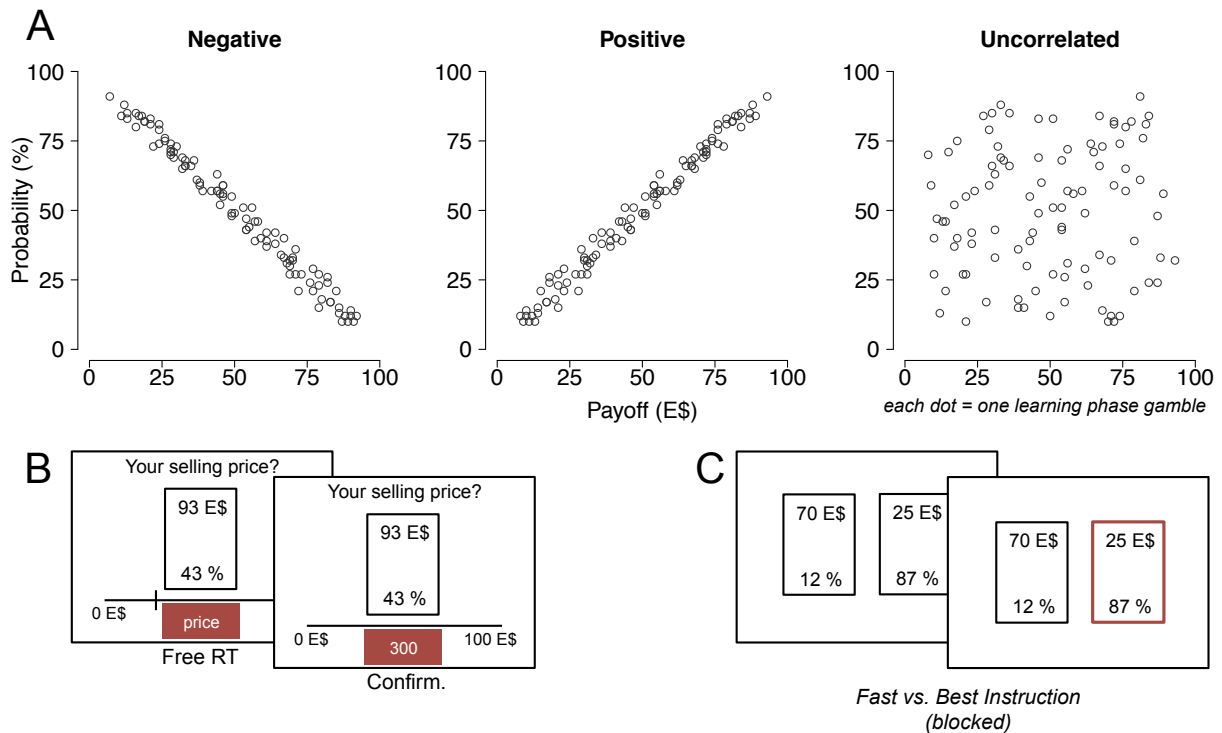 A
Negative
Positive
Uncorrelated
Probability (%)
100
75
50
25
0
0 25 50 75 100
100
75
50
25
0
0 25 50 75 100
Payoff (E$)
100
75
50
25
0
0 25 50 75 100
each dot = one learning phase gamble
B
Your selling price?
93 E$
43 %
0 E$
price
Free RT
Your selling price?
93 E$
43 %
0 E$ 100 E$
300
Confirm.
C
70 E$ 25 E$
12 % 87 %
70 E$ 25 E$
12 % 87 %
Fast vs. Best Instruction
(blocked)